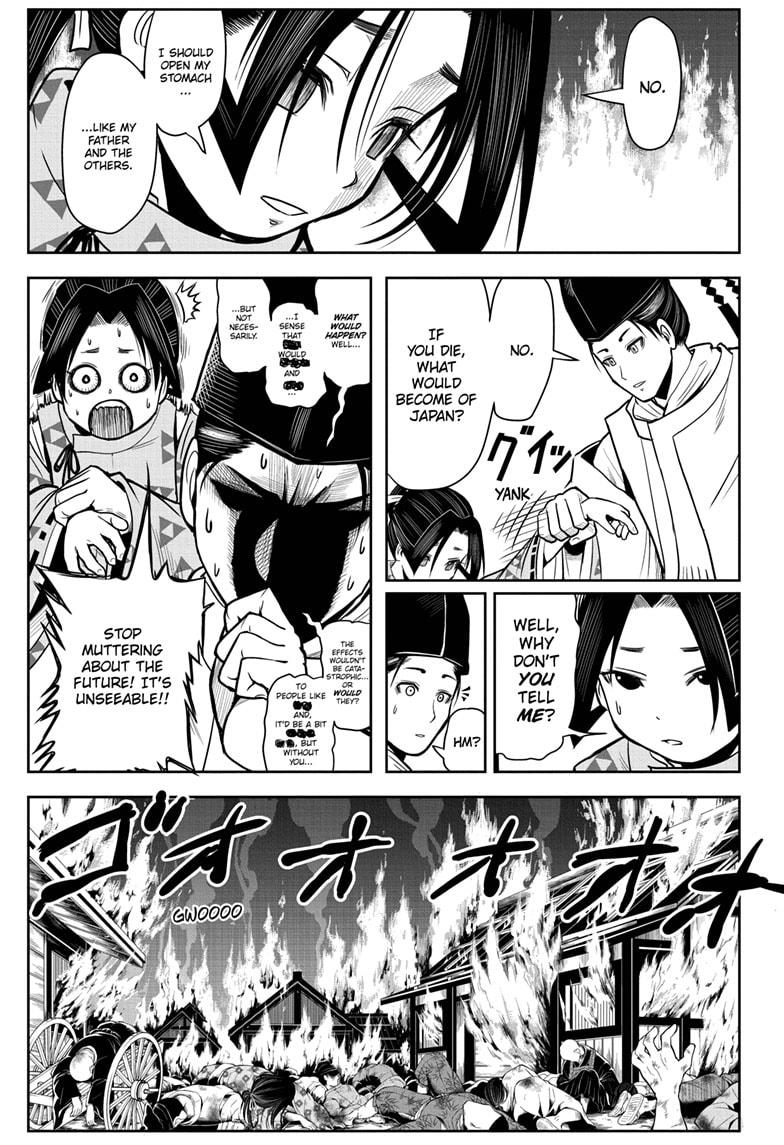 NO.
I SHOULD
OPEN MY
STOMACH
...
...LIKE MY
FATHER
AND THE
OTHERS.
NO.
IF
YOU DIE,
WHAT
WOULD
BECOME OF
JAPAN?
グイッ
YANK
WHAT
WOULD
HAPPEN?
WELL...
...I
SENSE
THAT
WOULD
AND
...
...BUT
NOT
NECES-
SARILY.
THE
EFFECTS
WOULDN'T
BE CATA-
STROPHIC...
OR
WOULD
THEY?
TO
PEOPLE LIKE
AND,
IT'D BE A BIT
, BUT
WITHOUT
YOU...
STOP
MUTTERING
ABOUT THE
FUTURE! IT'S
UNSEEABLE!!
WELL,
WHY
DON'T
YOU
TELL
ME?
HM?
ゴオオオオオ
GWOOOO